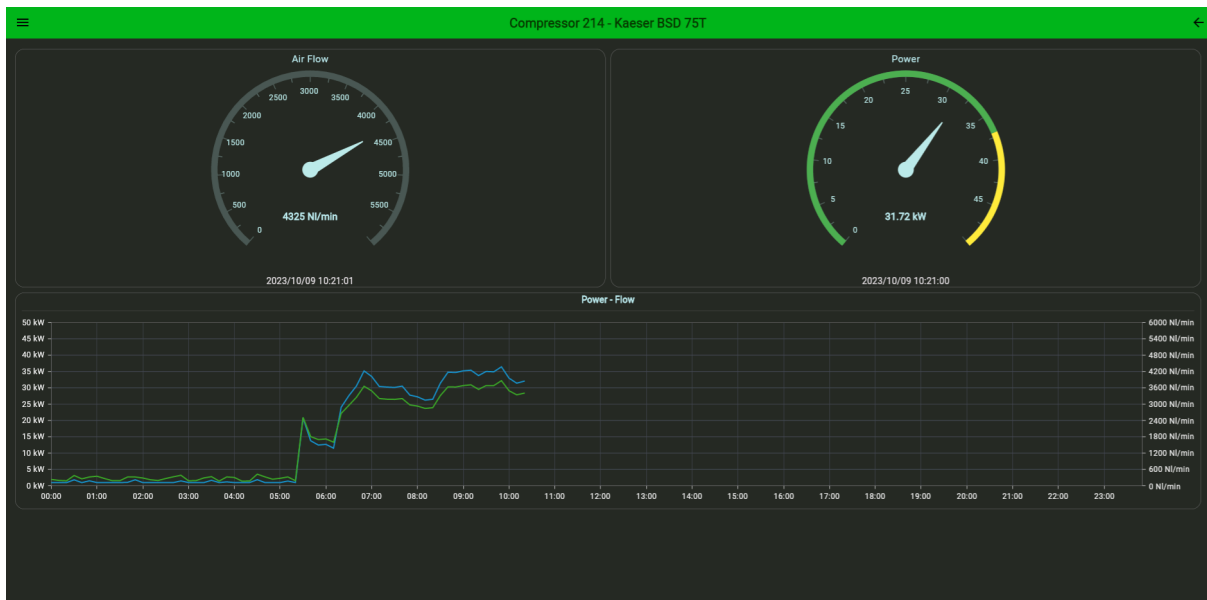 Compressor 214 - Kaeser BSD 75T
Air Flow
0
500
1000
1500
2000
2500
3000
3500
4000
4500
5000
5500
4325 Nl/min
2023/10/09 10:21:01
Power
0
5
10
15
20
25
30
35
40
45
31.72 kW
2023/10/09 10:21:00
Power - Flow
50 kW
45 kW
40 kW
35 kW
30 kW
25 kW
20 kW
15 kW
10 kW
5 kW
0 kW
6000 Nl/min
5400 Nl/min
4800 Nl/min
4200 Nl/min
3600 Nl/min
3000 Nl/min
2400 Nl/min
1800 Nl/min
1200 Nl/min
600 Nl/min
0 Nl/min
00:00 01:00 02:00 03:00 04:00 05:00 06:00 07:00 08:00 09:00 10:00 11:00 12:00 13:00 14:00 15:00 16:00 17:00 18:00 19:00 20:00 21:00 22:00 23:00